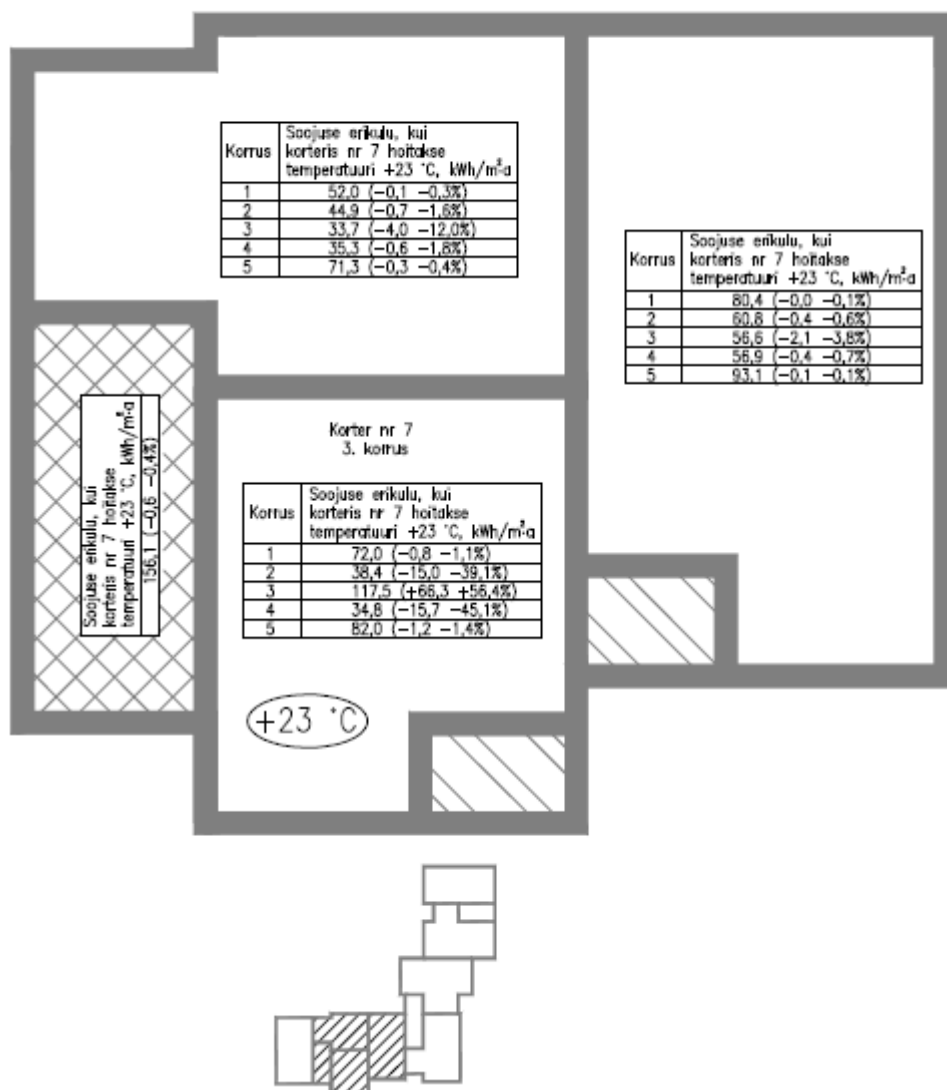 Korrus Soojuse erikulu, kui
korteris nr 7 hoitakse
temperatuuri +23 °C, kWh/m²·a
1 52,0 (−0,1 −0,3%)
2 44,9 (−0,7 −1,6%)
3 33,7 (−4,0 −12,0%)
4 35,3 (−0,6 −1,8%)
5 71,3 (−0,3 −0,4%)
Korrus Soojuse erikulu, kui
korteris nr 7 hoitakse
temperatuuri +23 °C, kWh/m²·a
1 80,4 (−0,0 −0,1%)
2 60,8 (−0,4 −0,6%)
3 56,6 (−2,1 −3,8%)
4 56,9 (−0,4 −0,7%)
5 93,1 (−0,1 −0,1%)
Soojuse erikulu, kui
korteris nr 7 hoitakse
temperatuuri +23 °C, kWh/m²·a
156,1 (−0,6 −0,4%)
Korter nr 7
3. korrus
Korrus Soojuse erikulu, kui
korteris nr 7 hoitakse
temperatuuri +23 °C, kWh/m²·a
1 72,0 (−0,8 −1,1%)
2 38,4 (−15,0 −39,1%)
3 117,5 (+66,3 +56,4%)
4 34,8 (−15,7 −45,1%)
5 82,0 (−1,2 −1,4%)
+23 °C